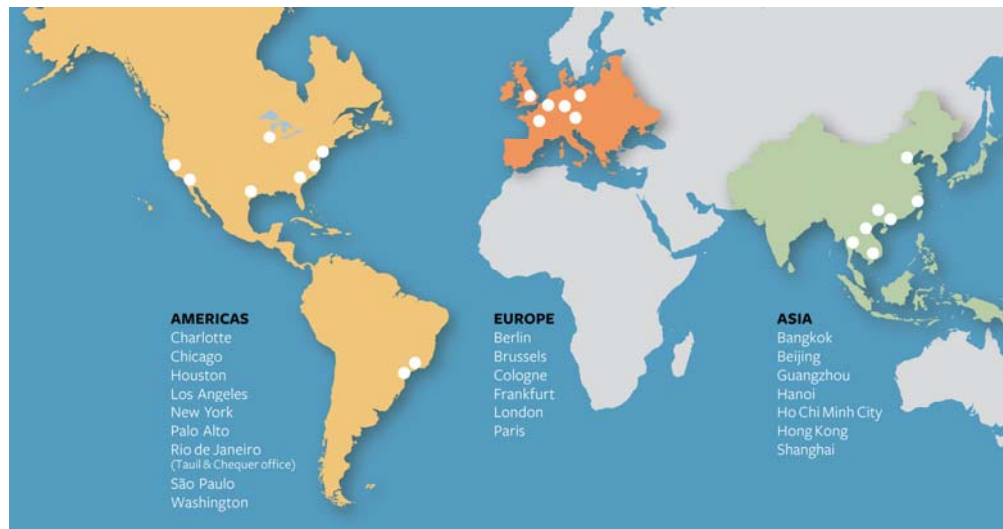 AMERICAS
Charlotte
Chicago
Houston
Los Angeles
New York
Palo Alto
Rio de Janeiro
(Tauil & Chequer office)
São Paulo
Washington
EUROPE
Berlin
Brussels
Cologne
Frankfurt
London
Paris
ASIA
Bangkok
Beijing
Guangzhou
Hanoi
Ho Chi Minh City
Hong Kong
Shanghai